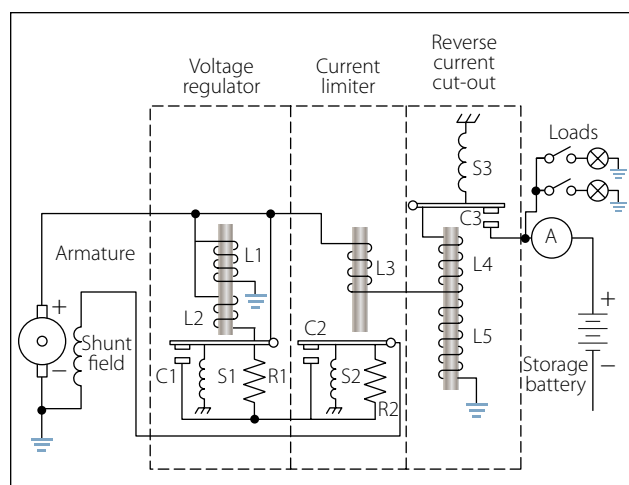 Voltage
regulator
Current
limiter
Reverse
current
cut-out
Loads
S3
C3
A
Armature
L1
L3
L4
L2
+
C2
L5
+
Shunt
field
−
C1
S1
R1
S2
R2
Storage
battery
−